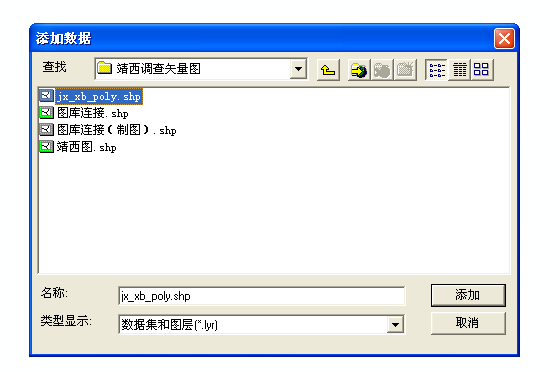 添加数据
查找 靖西调查矢量图
jx_xb_poly.shp
图库连接.shp
图库连接(制图).shp
靖西图.shp
名称: jx_xb_poly.shp 添加
类型显示: 数据集和图层(*.lyr) 取消